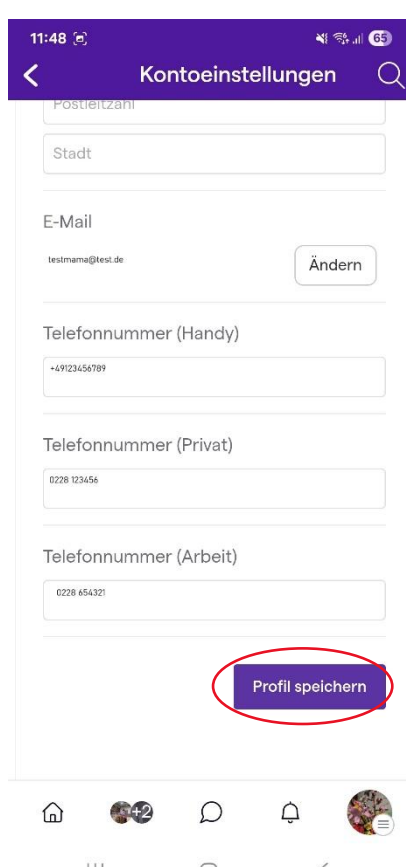 11:48
65
Kontoeinstellungen
Postleitzahl
Stadt
E-Mail
testmama@test.de
Ändern
Telefonnummer (Handy)
+49123456789
Telefonnummer (Privat)
0228 123456
Telefonnummer (Arbeit)
0228 654321
Profil speichern
+2